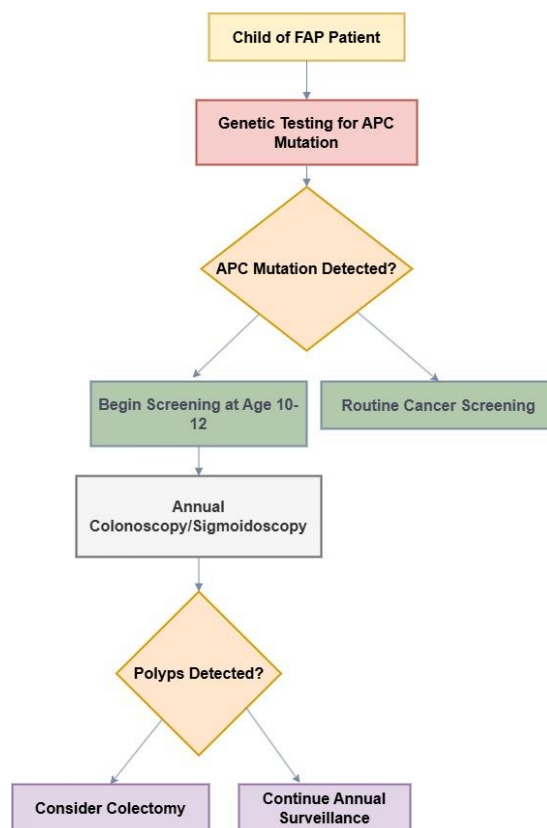 Child of FAP Patient
Genetic Testing for APC
Mutation
APC Mutation Detected?
Begin Screening at Age 10-
12
Routine Cancer Screening
Annual
Colonoscopy/Sigmoidoscopy
Polyps Detected?
Consider Colectomy
Continue Annual
Surveillance